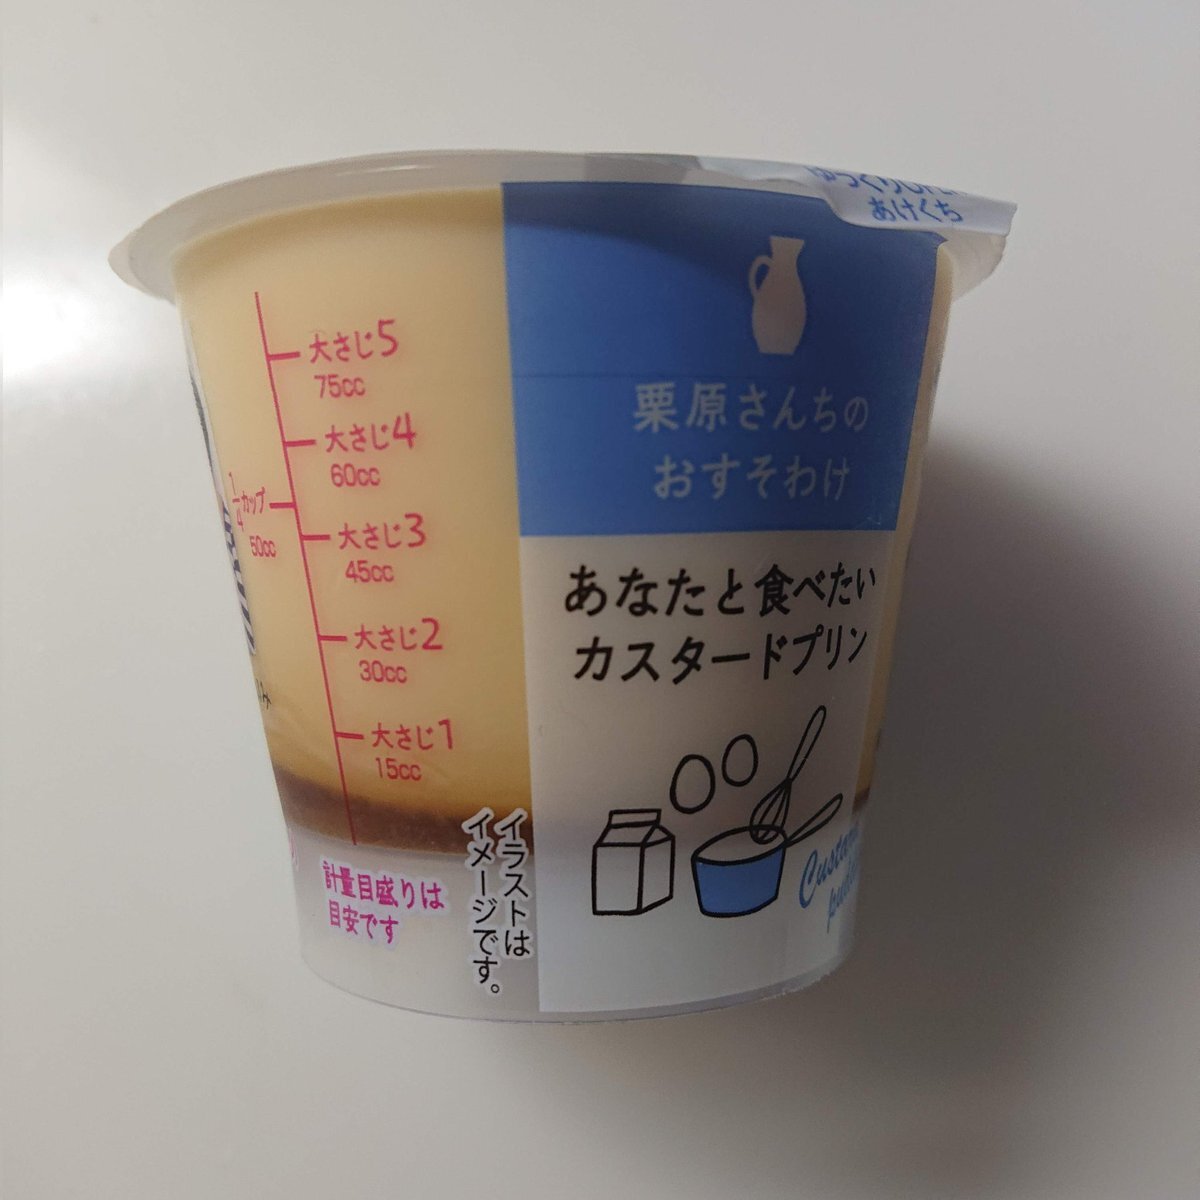 あけくち
栗原さんちの
おすそわけ
あなたと食べたい
カスタードプリン
大さじ5
75cc
大さじ4
60cc
1/4カップ
50cc
大さじ3
45cc
大さじ2
30cc
大さじ1
15cc
計量目盛りは
目安です
イラストは
イメージです。